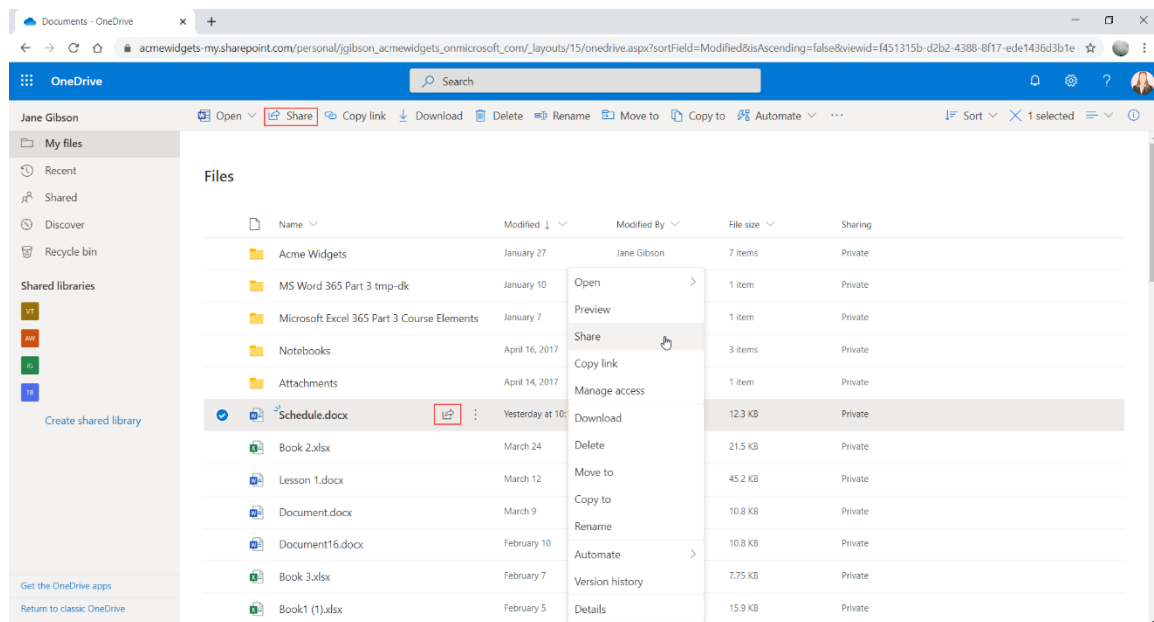 Documents - OneDrive
acmewidgets-my.sharepoint.com/personal/jgibson_acmewidgets_onmicrosoft_com/_layouts/15/onedrive.aspx?sortField=Modified&isAscending=false&viewid=f451315b-d2b2-4388-8f17-ede1436d3b1e
OneDrive Search ?
Jane Gibson Open Share Copy link Download Delete Rename Move to Copy to Automate ... Sort 1 selected
My files
Recent
Files
Shared
Discover
Name Modified Modified By File size Sharing
Recycle bin
Acme Widgets January 27 Jane Gibson 7 items Private
Shared libraries
MS Word 365 Part 3 tmp-dk January 10 1 item Private
VT
Microsoft Excel 365 Part 3 Course Elements January 7 1 item Private
AW
Notebooks April 16, 2017 3 items Private
IG
Attachments April 14, 2017 1 item Private
TB
Create shared library
Schedule.docx Yesterday at 10: 12.3 KB Private
Book 2.xlsx March 24 21.5 KB Private
Lesson 1.docx March 12 45.2 KB Private
Document.docx March 9 10.8 KB Private
Document16.docx February 10 10.8 KB Private
Book 3.xlsx February 7 7.75 KB Private
Book1 (1).xlsx February 5 15.9 KB Private
Open
Preview
Share
Copy link
Manage access
Download
Delete
Move to
Copy to
Rename
Automate
Version history
Details
Get the OneDrive apps
Return to classic OneDrive